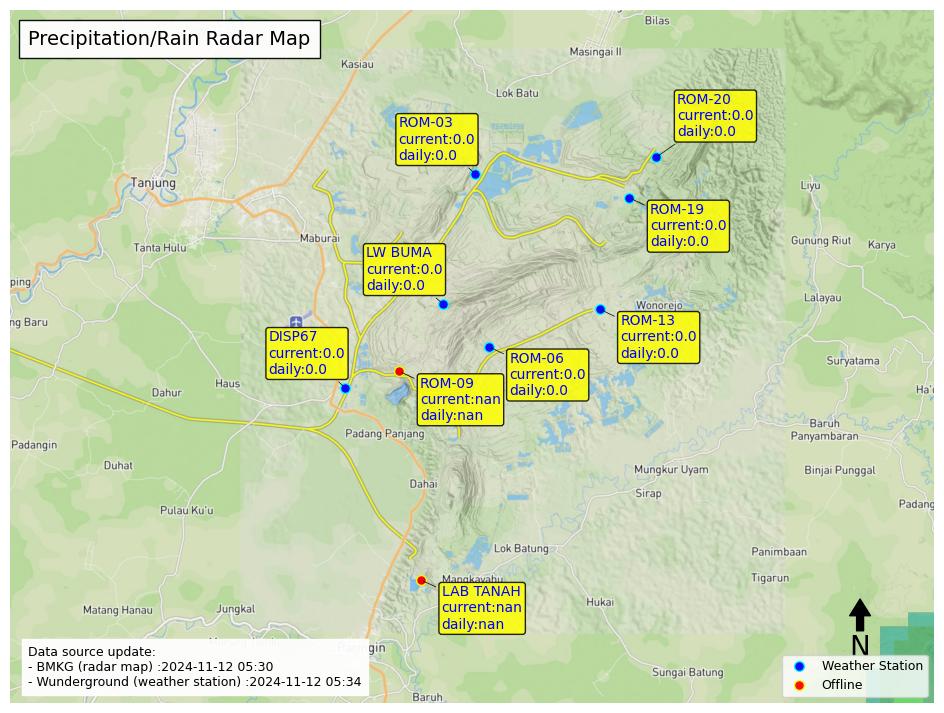 Precipitation/Rain Radar Map
Bilas
Masingai II
Kasiau
Lok Batu
ROM-20
current:0.0
daily:0.0
ROM-03
current:0.0
daily:0.0
Tanjung
Liyu
ROM-19
current:0.0
daily:0.0
Maburai
Tanta Hulu
Gunung Riut
Karya
LW BUMA
current:0.0
daily:0.0
ping
Lalayau
Wonorejo
ng Baru
ROM-13
current:0.0
daily:0.0
DISP67
current:0.0
daily:0.0
ROM-06
current:0.0
daily:0.0
Suryatama
Haus
Dahur
ROM-09
current:nan
daily:nan
Ha
Baruh
Panyambaran
Padang Panjang
Padangin
Duhat
Mungkur Uyam
Binjai Punggal
Dahai
Sirap
Padang
Pulau Ku'u
Lok Batung
Panimbaan
Mangkayahu
Tigarun
LAB TANAH
current:nan
daily:nan
Hukai
Matang Hanau
Jungkal
N
Data source update:
- BMKG (radar map) :2024-11-12 05:30
- Wunderground (weather station) :2024-11-12 05:34
Sungai Batung
Baruh
Weather Station
Offline